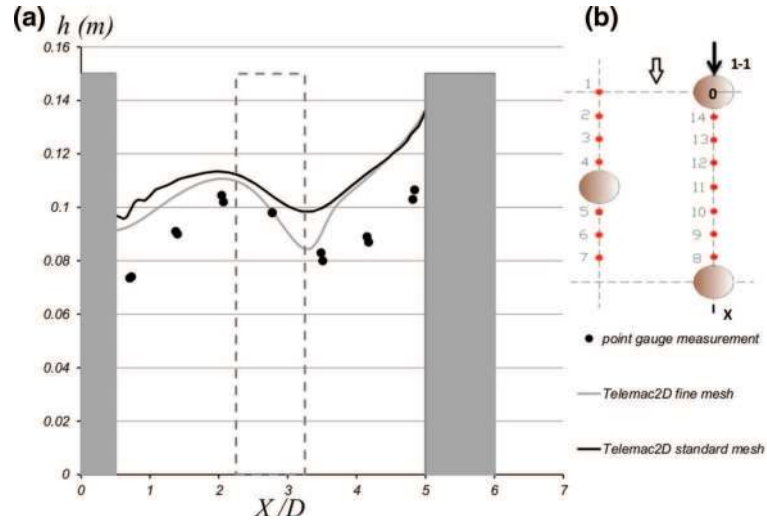 (a)
h (m)
0.16
0.14
0.12
0.1
0.08
0.06
0.04
0.02
0
0 1 2 3 4 5 6 7
X/D
(b)
1-1
1
0
2
14
3
13
4
12
11
5
10
6
9
7
8
X
point gauge measurement
Telemac2D fine mesh
Telemac2D standard mesh